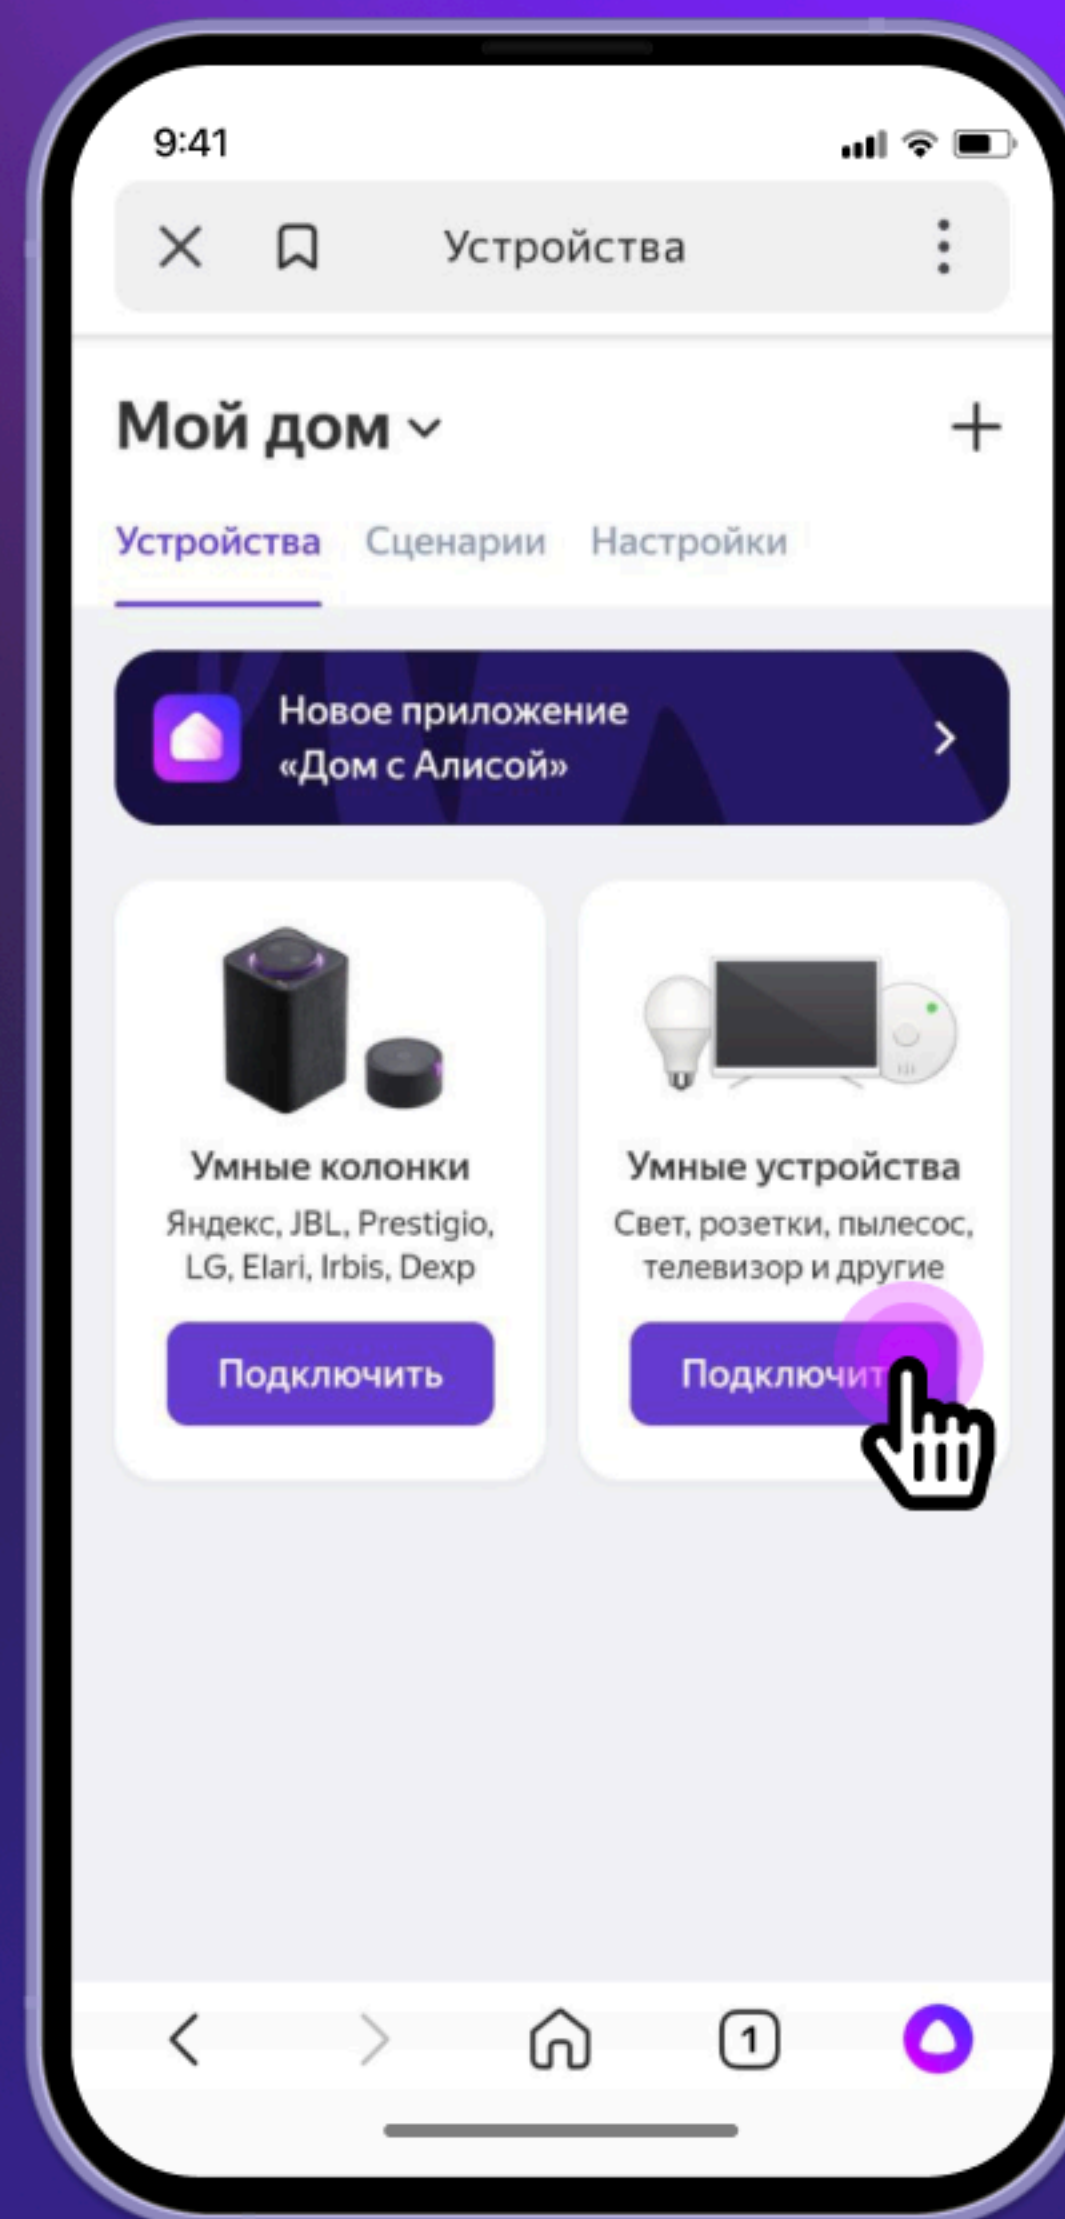 9:41
Устройства
Мой дом
Устройства Сценарии Настройки
Новое приложение
«Дом с Алисой»
Умные колонки
Яндекс, JBL, Prestigio,
LG, Elari, Irbis, Dexp
Подключить
Умные устройства
Свет, розетки, пылесос,
телевизор и другие
Подключит
1